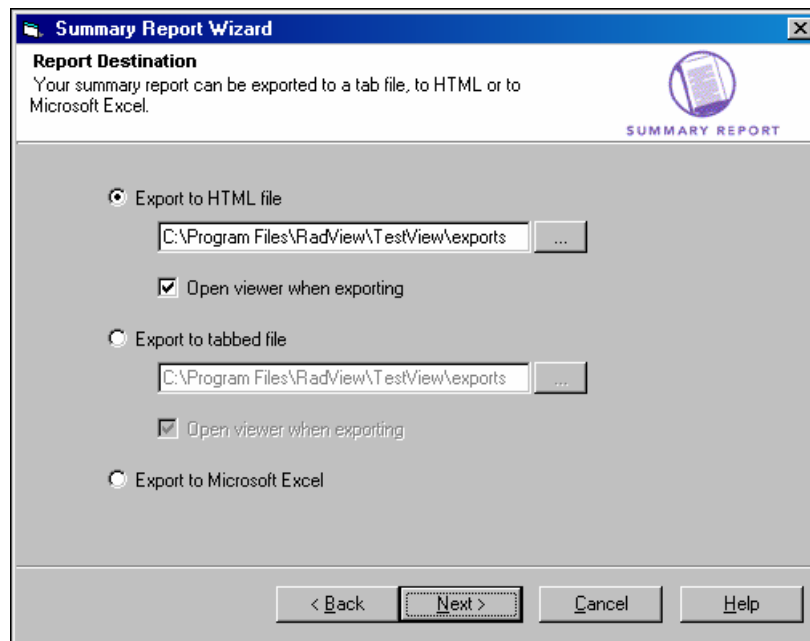 Summary Report Wizard
Report Destination
Your summary report can be exported to a tab file, to HTML or to
Microsoft Excel.
SUMMARY REPORT
Export to HTML file
C:\Program Files\RadView\TestView\exports
...
Open viewer when exporting
Export to tabbed file
C:\Program Files\RadView\TestView\exports
...
Open viewer when exporting
Export to Microsoft Excel
< Back
Next >
Cancel
Help